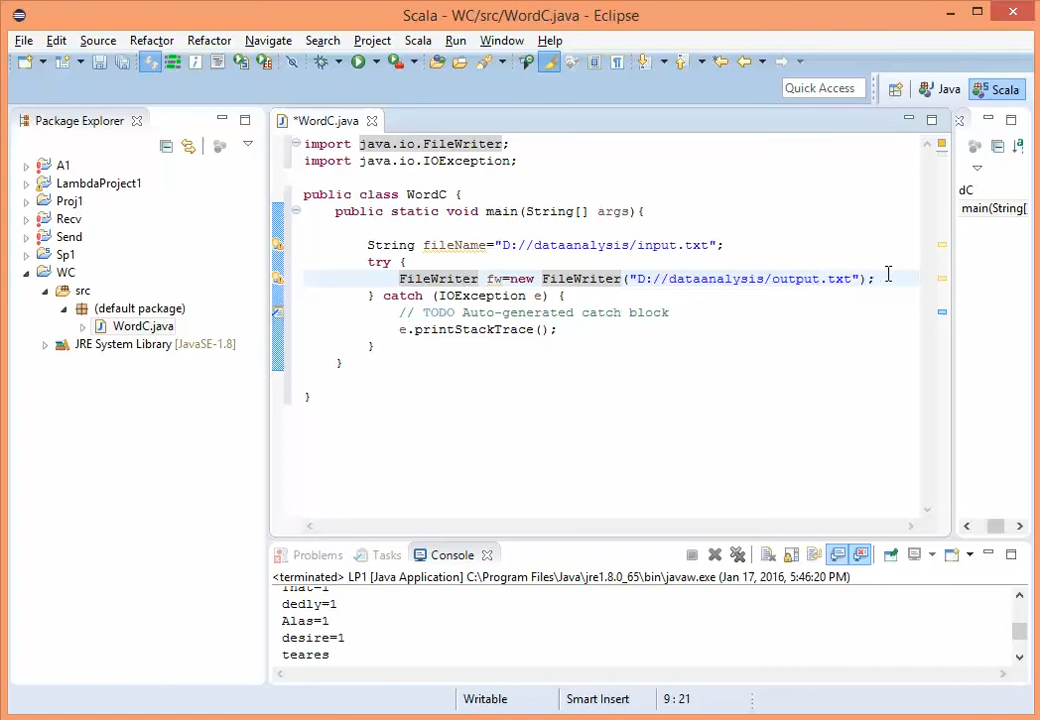 Scala - WC/src/WordC.java - Eclipse
File Edit Source Refactor Refactor Navigate Search Project Scala Run Window Help
Quick Access
Java
Scala
Package Explorer
*WordC.java
A1
LambdaProject1
Proj1
Recv
Send
Sp1
WC
src
(default package)
WordC.java
JRE System Library [JavaSE-1.8]
import java.io.FileWriter;
import java.io.IOException;
public class WordC {
public static void main(String[] args){
String fileName="D://dataanalysis/input.txt";
try {
FileWriter fw=new FileWriter("D://dataanalysis/output.txt");
} catch (IOException e) {
// TODO Auto-generated catch block
e.printStackTrace();
}
}
}
dC
main(String[
Problems
Tasks
Console
<terminated> LP1 [Java Application] C:\Program Files\Java\jre1.8.0_65\bin\javaw.exe (Jan 17, 2016, 5:46:20 PM)
dedly=1
Alas=1
desire=1
teares
Writable
Smart Insert
9 : 21